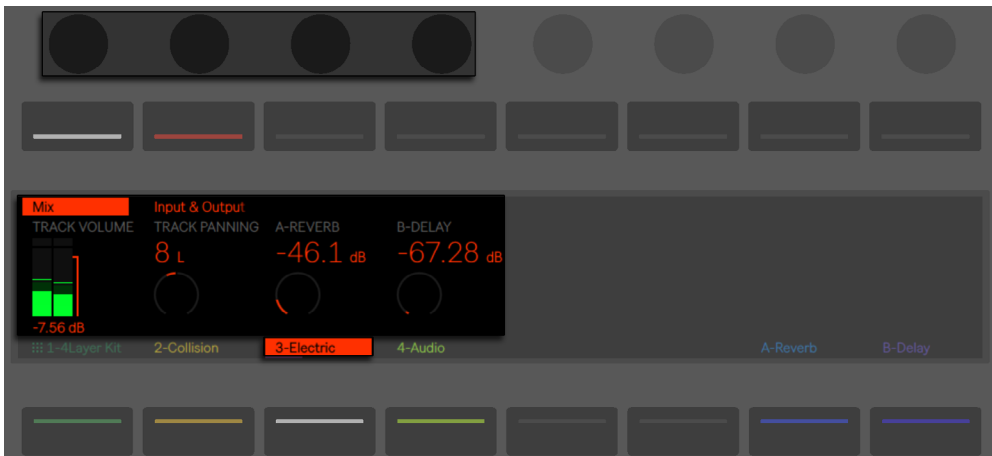 Mix Input & Output
TRACK VOLUME TRACK PANNING A-REVERB B-DELAY
8 L -46.1 dB -67.28 dB
-7.56 dB
1-4Layer Kit 2-Collision 3-Electric 4-Audio A-Reverb B-Delay